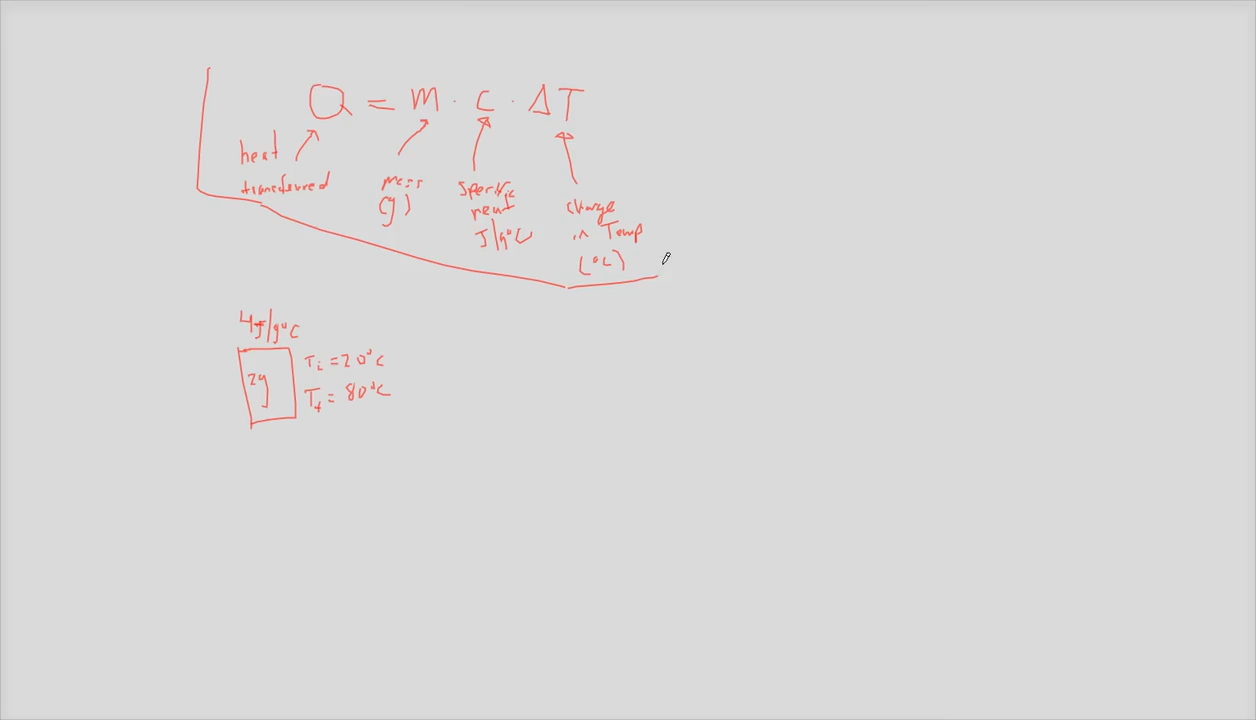 Q = m · c · ΔT
heat transferred
mass (g)
specific heat J/g°C
change in Temp (°C)
4J/g°C
2g
Ti = 20°C
Tf = 80°C